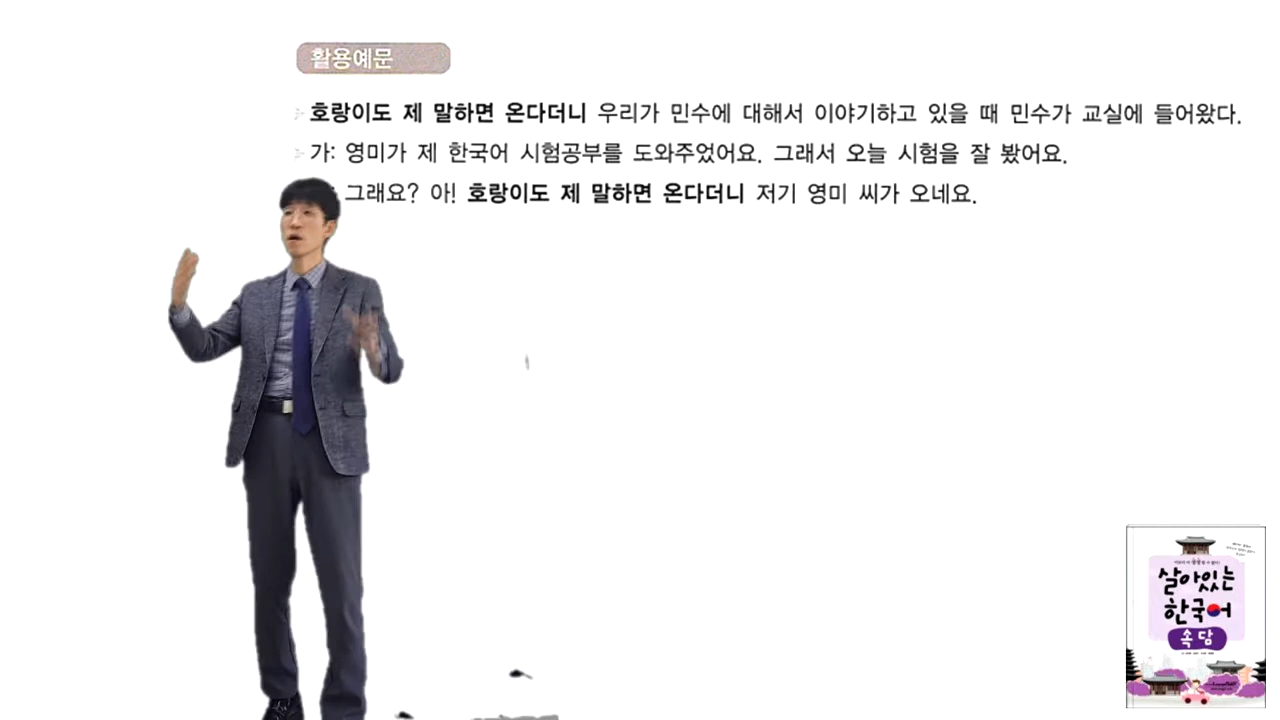 활용예문
호랑이도 제 말하면 온다더니 우리가 민수에 대해서 이야기하고 있을 때 민수가 교실에 들어왔다.
가: 영미가 제 한국어 시험공부를 도와주었어요. 그래서 오늘 시험을 잘 봤어요.
그래요? 아! 호랑이도 제 말하면 온다더니 저기 영미 씨가 오네요.
살아있는
한국어
속담